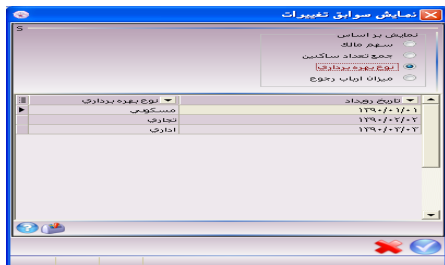 نمایش سوابق تغییرات
S
نمایش بر اساس
سهم مالک
جمع تعداد ساکنین
نوع بهره برداری
میزان ارباب رجوع
تاریخ رویداد نوع بهره برداری
۱۳۹۰/۰۱/۰۱ مسکونی
۱۳۹۰/۰۲/۰۲ تجاری
۱۳۹۰/۰۳/۰۳ اداری